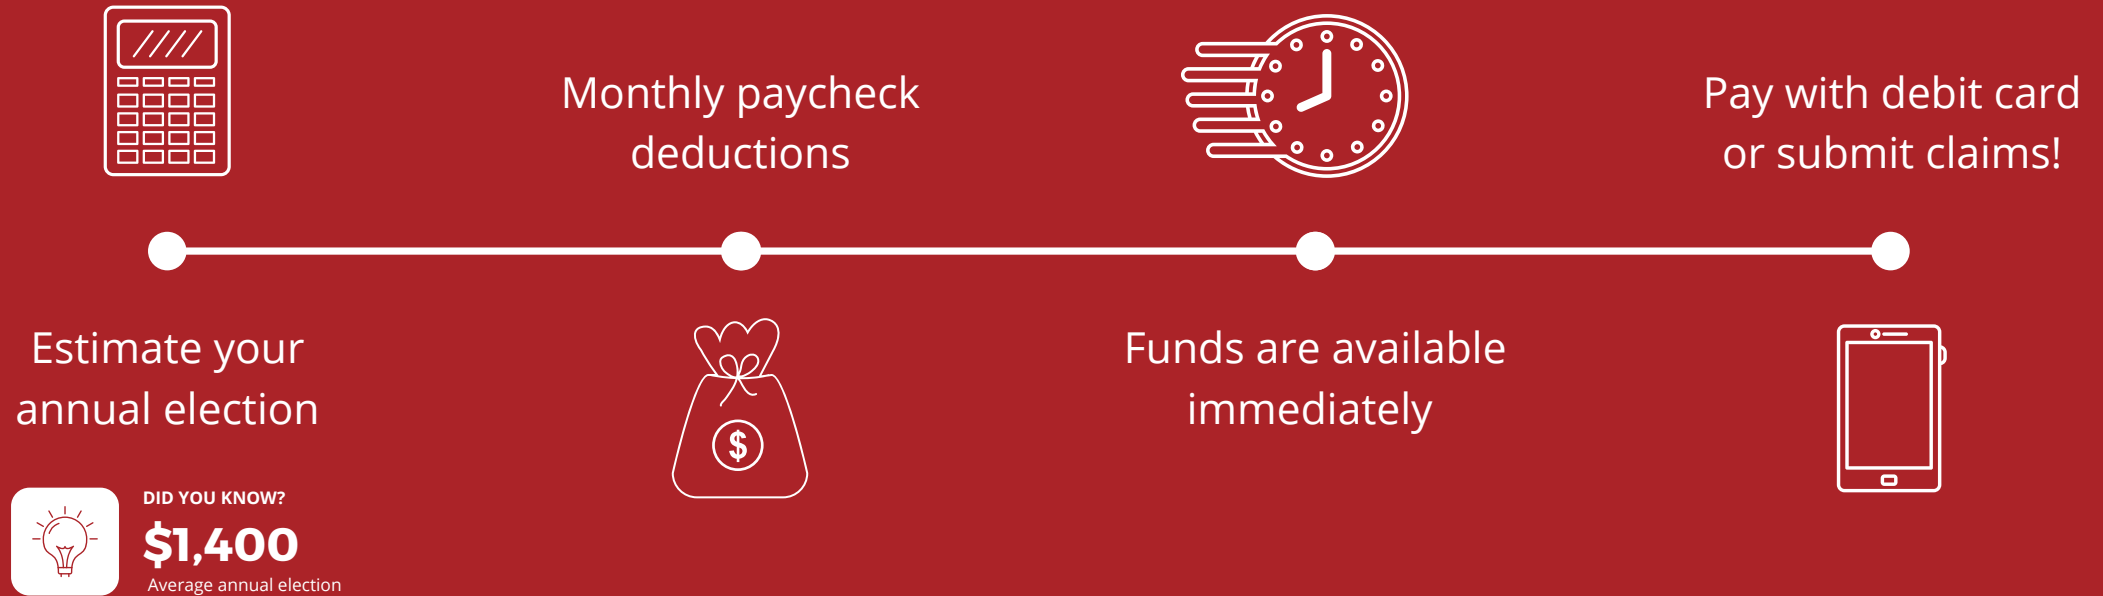 Estimate your
annual election
Monthly paycheck
deductions
$
Funds are available
immediately
Pay with debit card
or submit claims!
DID YOU KNOW?
$1,400
Average annual election